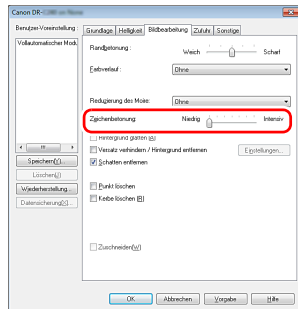 Canon DR-
Benutzer-Voreinstellung :
Vollautomatischer Modu
Speichern(Y)...
Löschen(J)
Wiederherstellung...
Datensicherung(X)...
Grundlage Helligkeit Bildbearbeitung Zufuhr Sonstige
Randbetonung : Weich Scharf
Farbverlauf : Ohne
Reduzierung des Moire: Ohne
Zeichenbetonung: Niedrig Intensiv
Hintergrund glätten (A)
Versatz verhindern / Hintergrund entfernen Einstellungen...
Schatten entfernen
Punkt löschen
Kerbe löschen (R)
Zuschneiden(W)
OK Abbrechen Vorgabe Hilfe